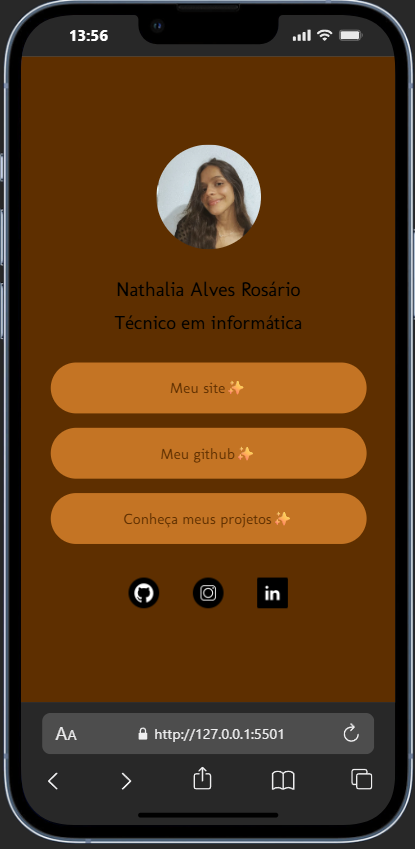 13:56
Nathalia Alves Rosário
Técnico em informática
Meu site✨
Meu github✨
Conheça meus projetos✨
in
AA http://127.0.0.1:5501